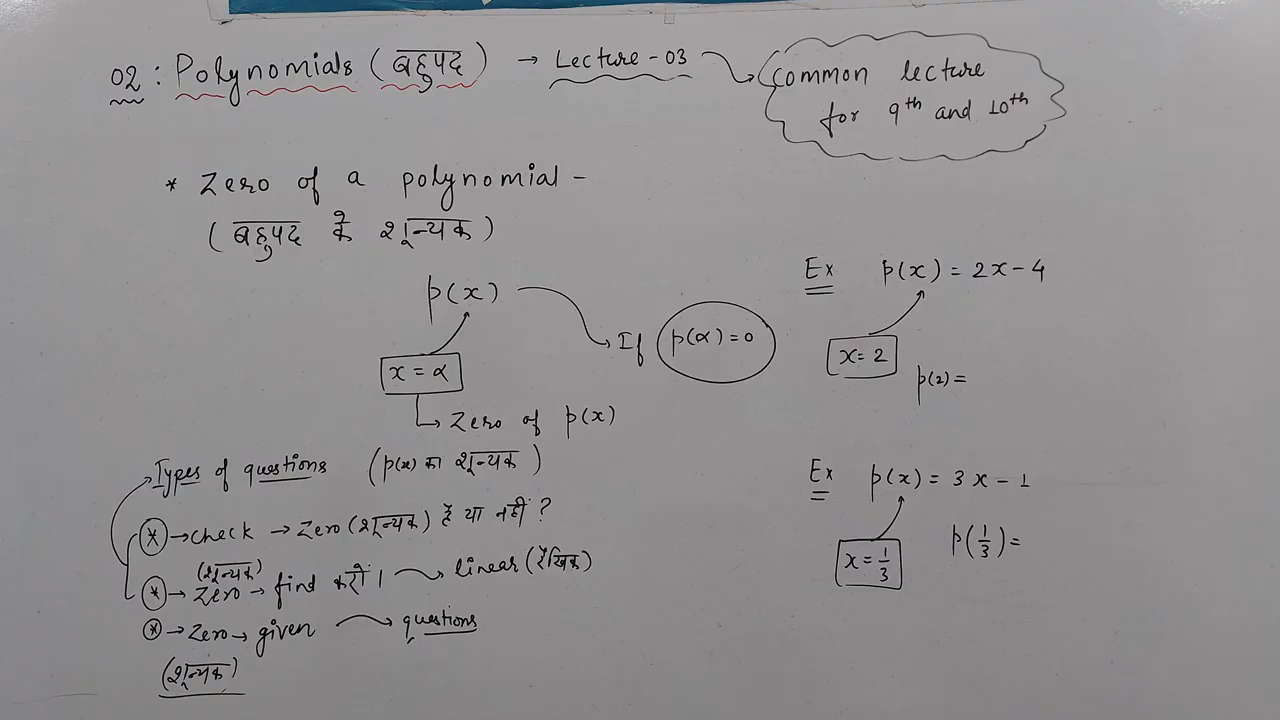 02 : Polynomials (बहुपद) → Lecture - 03
Common lecture
for 9th and 10th
* Zero of a polynomial -
(बहुपद के शून्यक)
p(x)
If p(α) = 0
x = α
Zero of p(x)
(p(x) का शून्यक)
Types of questions
* → check → Zero (शून्यक) है या नहीं ?
(शून्यक)
* → Zero → find करो । linear (रैखिक)
* → Zero → given questions
(शून्यक)
Ex p(x) = 2x - 4
x = 2
p(2) =
Ex p(x) = 3x - 1
x = 1/3
p(1/3) =